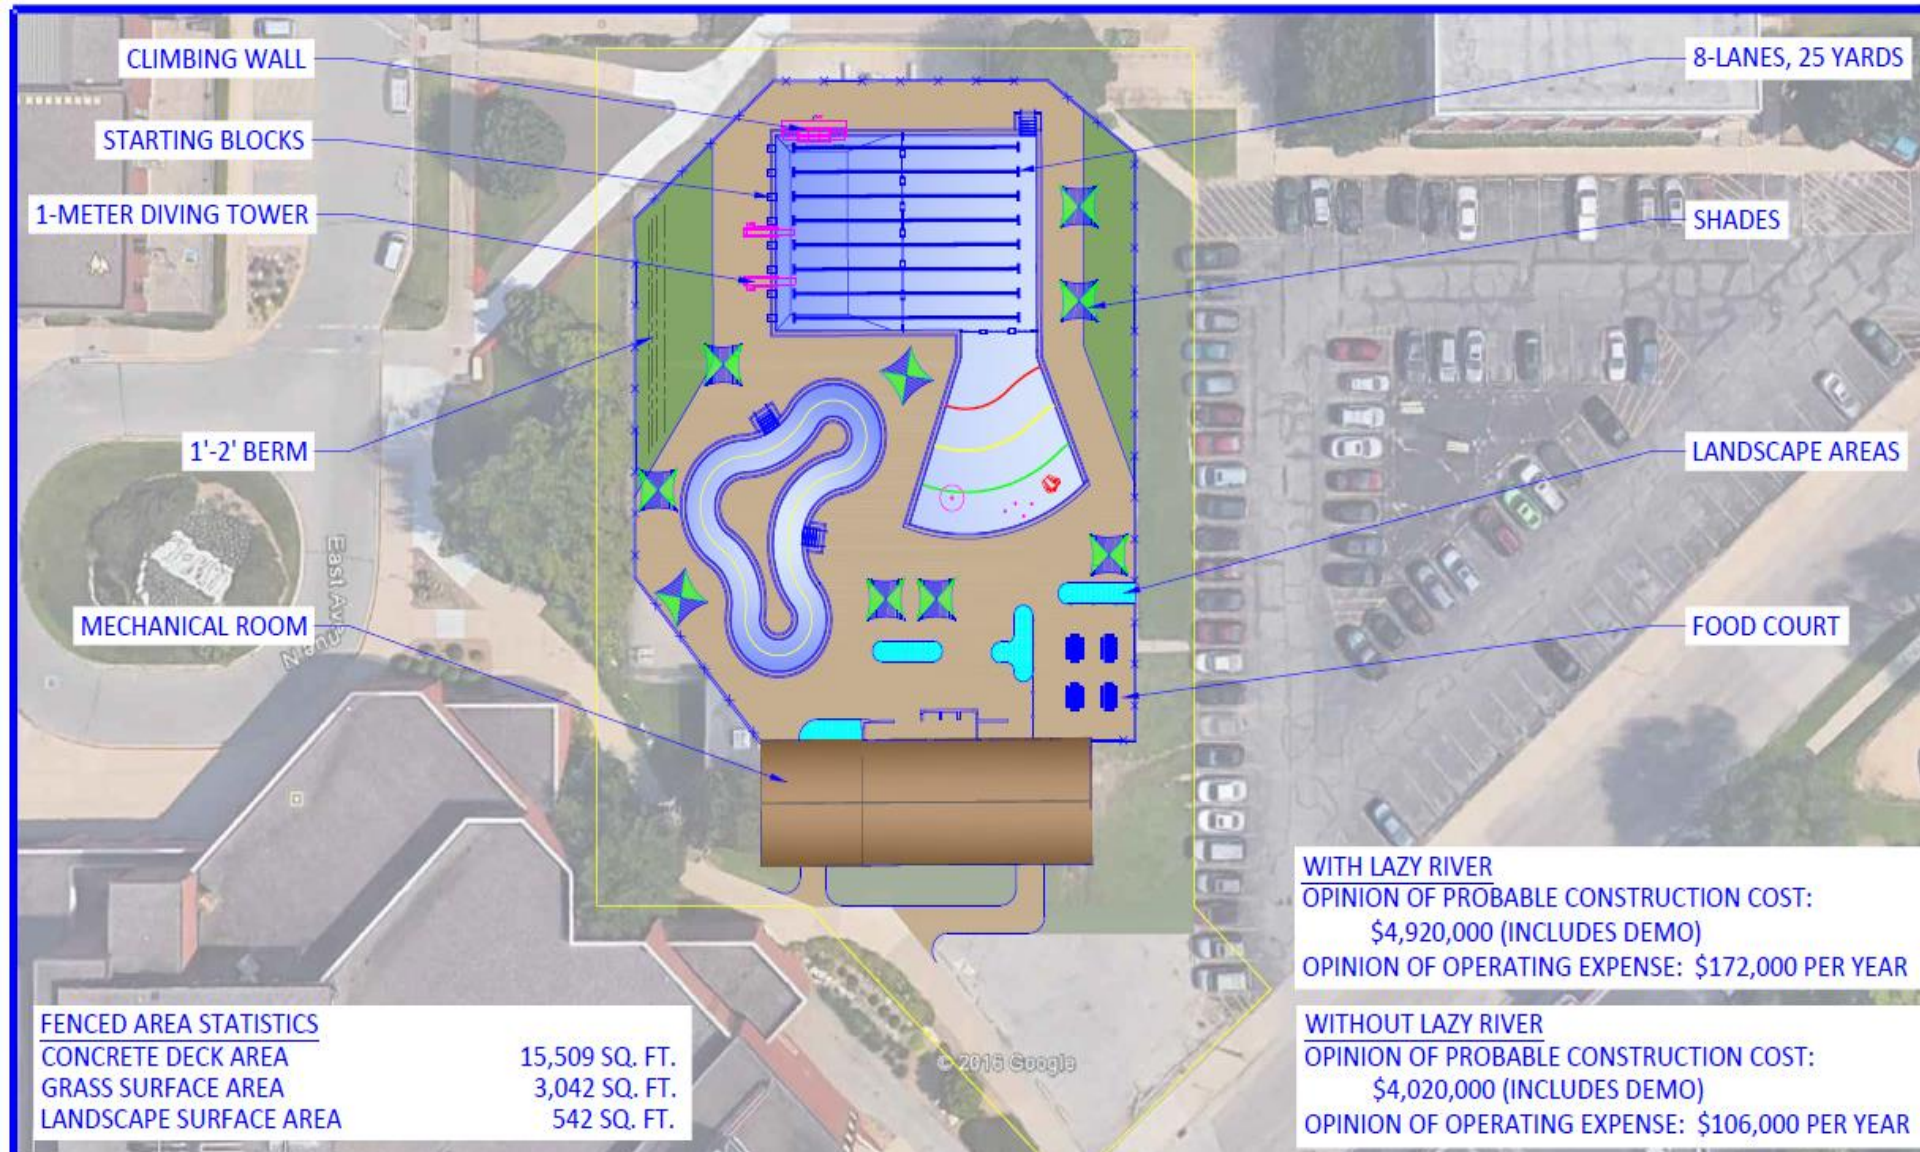 CLIMBING WALL
STARTING BLOCKS
1-METER DIVING TOWER
1'-2' BERM
MECHANICAL ROOM
8-LANES, 25 YARDS
SHADES
LANDSCAPE AREAS
FOOD COURT
East Avenue N
© 2016 Google
FENCED AREA STATISTICS
CONCRETE DECK AREA 15,509 SQ. FT.
GRASS SURFACE AREA 3,042 SQ. FT.
LANDSCAPE SURFACE AREA 542 SQ. FT.
WITH LAZY RIVER
OPINION OF PROBABLE CONSTRUCTION COST:
$4,920,000 (INCLUDES DEMO)
OPINION OF OPERATING EXPENSE: $172,000 PER YEAR
WITHOUT LAZY RIVER
OPINION OF PROBABLE CONSTRUCTION COST:
$4,020,000 (INCLUDES DEMO)
OPINION OF OPERATING EXPENSE: $106,000 PER YEAR